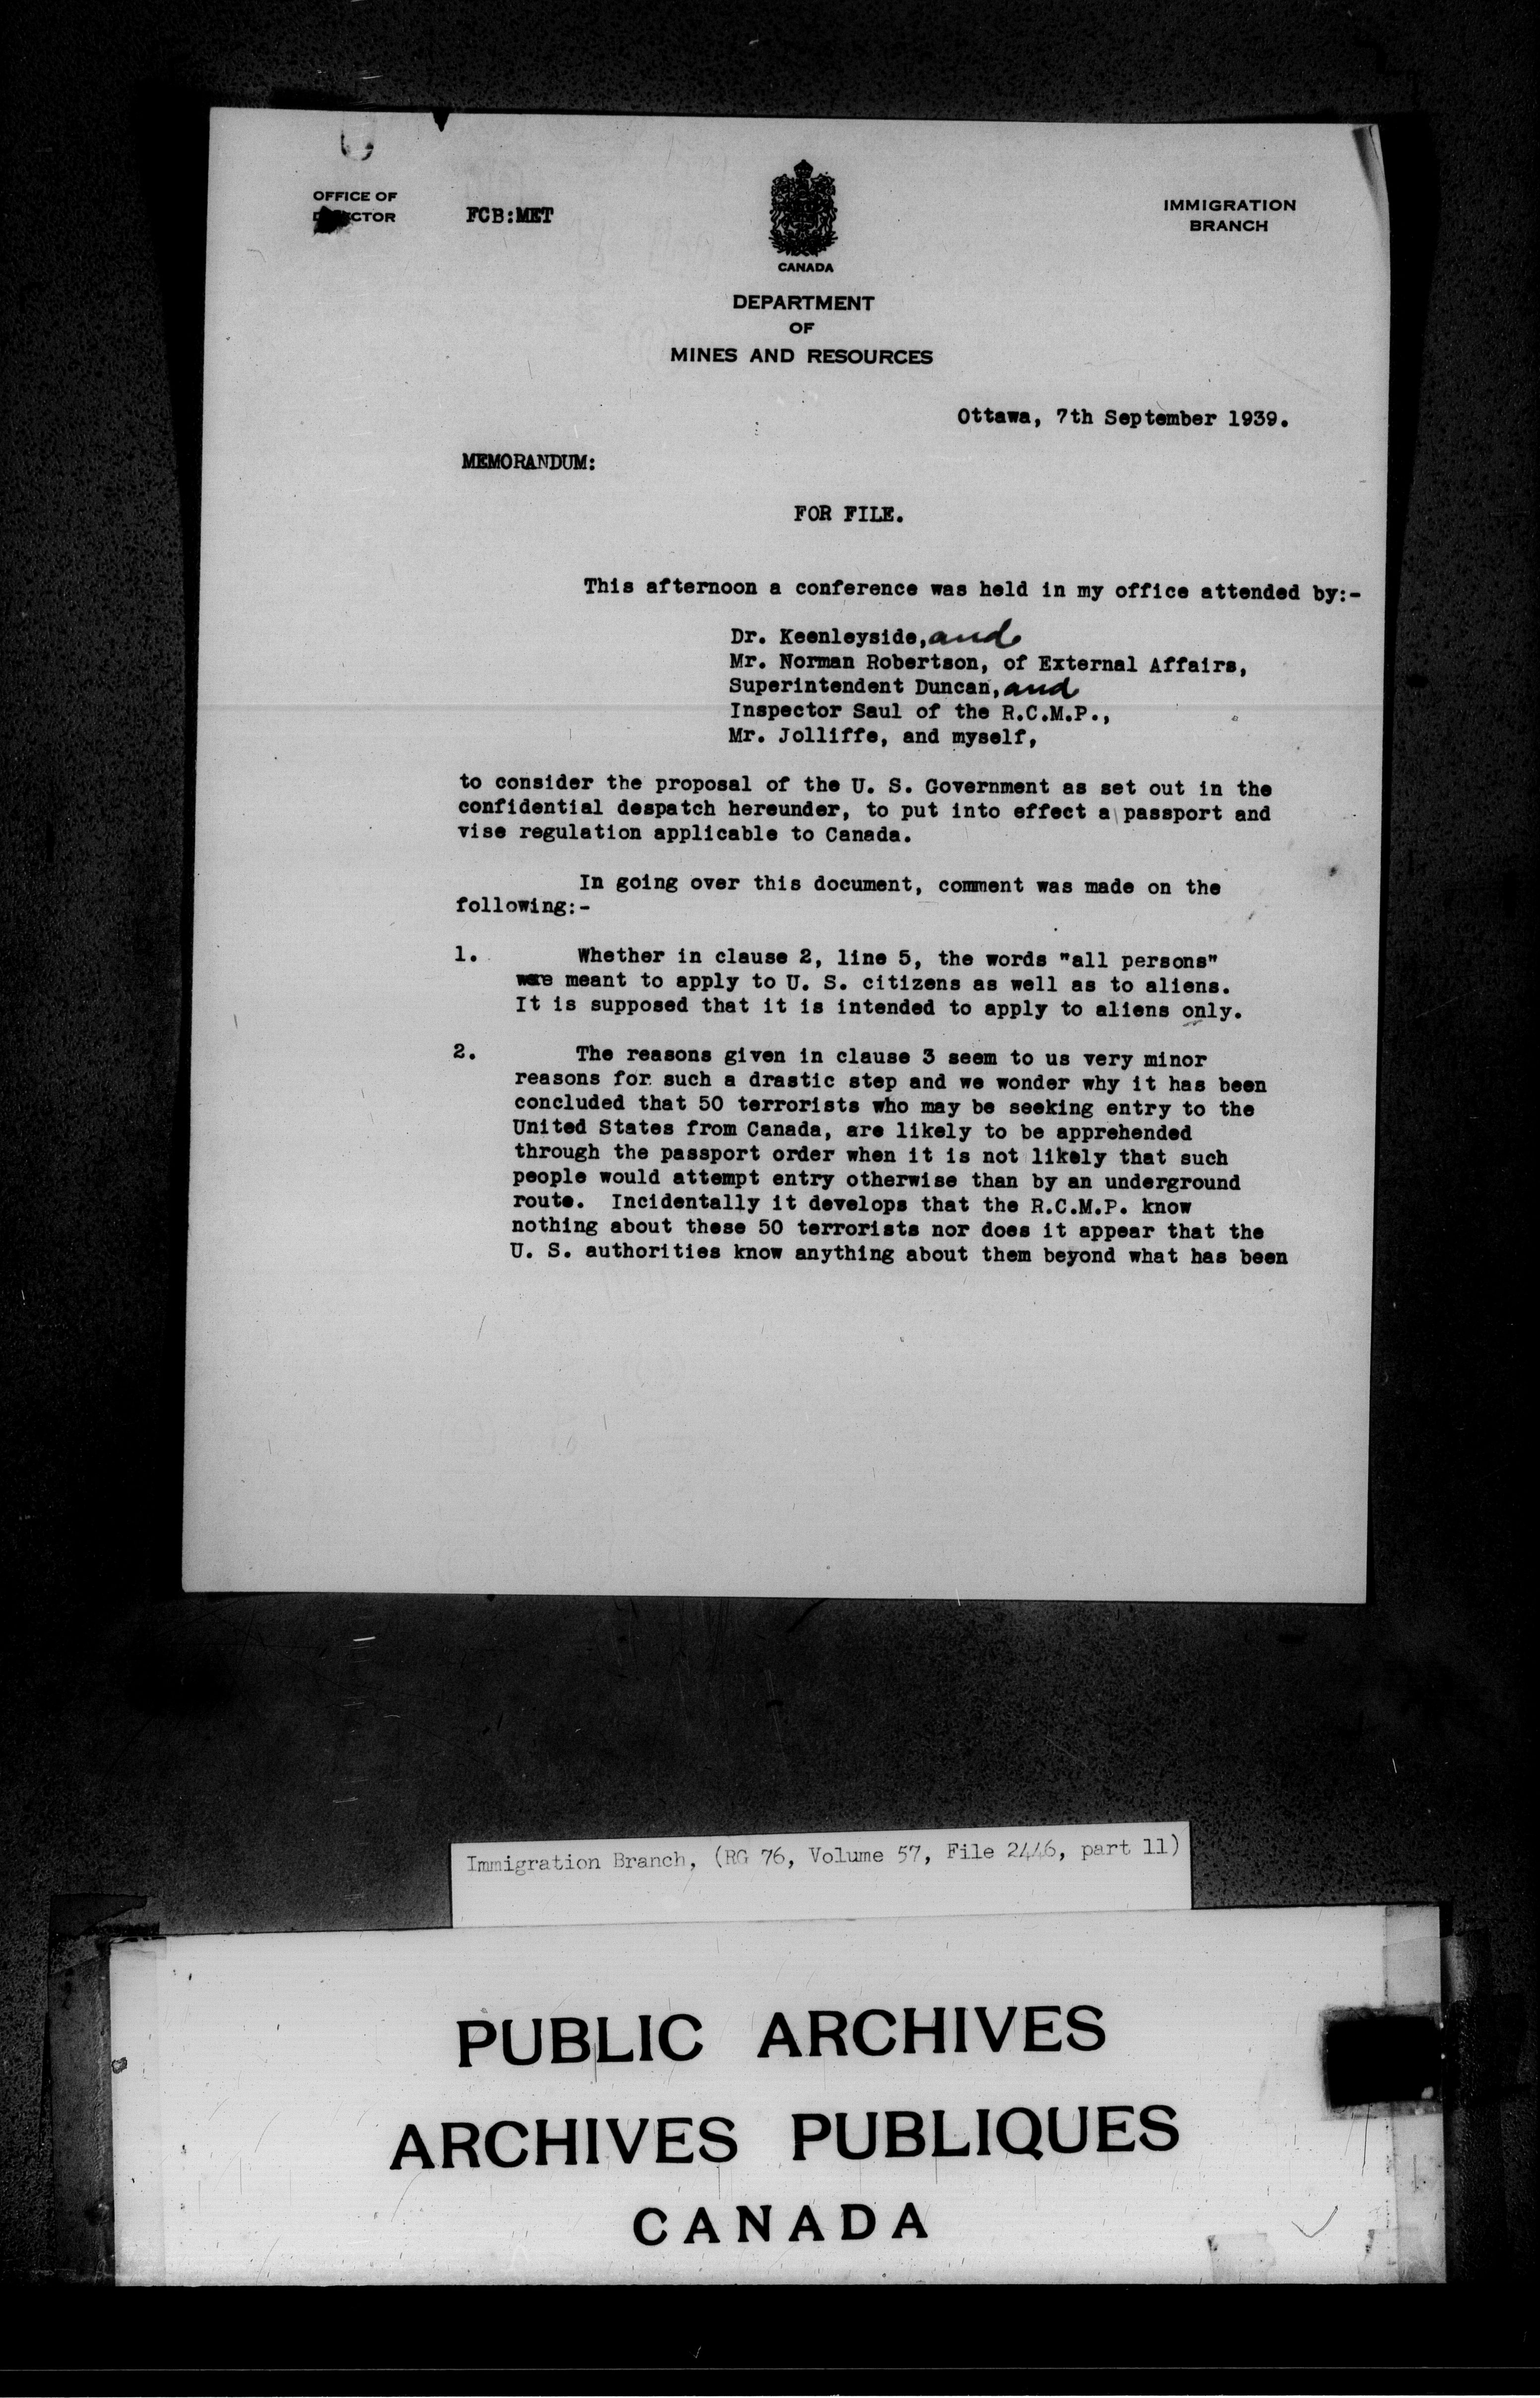 OFFICE OF
DIRECTOR
FCB:MET
CANADA
IMMIGRATION
BRANCH
DEPARTMENT
OF
MINES AND RESOURCES
Ottawa, 7th September 1939.
MEMORANDUM:
FOR FILE.
This afternoon a conference was held in my office attended by:-
Dr. Keenleyside, and
Mr. Norman Robertson, of External Affairs,
Superintendent Duncan, and
Inspector Saul of the R.C.M.P.,
Mr. Jolliffe, and myself,
to consider the proposal of the U. S. Government as set out in the
confidential despatch hereunder, to put into effect a passport and
vise regulation applicable to Canada.
In going over this document, comment was made on the
following:-
1. Whether in clause 2, line 5, the words "all persons"
were meant to apply to U. S. citizens as well as to aliens.
It is supposed that it is intended to apply to aliens only.
2. The reasons given in clause 3 seem to us very minor
reasons for such a drastic step and we wonder why it has been
concluded that 50 terrorists who may be seeking entry to the
United States from Canada, are likely to be apprehended
through the passport order when it is not likely that such
people would attempt entry otherwise than by an underground
route. Incidentally it develops that the R.C.M.P. know
nothing about these 50 terrorists nor does it appear that the
U. S. authorities know anything about them beyond what has been
Immigration Branch, (RG 76, Volume 57, File 2446, part 11)
PUBLIC ARCHIVES
ARCHIVES PUBLIQUES
CANADA